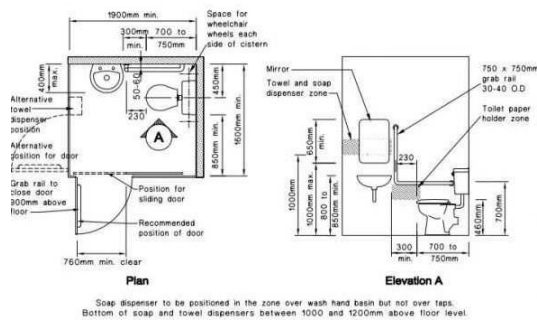 1900mm min.
300mm
min.
700 to
750mm
Space for
wheelchair
wheels each
side of cistern
400mm
max.
50-60
450mm
1600mm min.
230
850mm min.
A
Alternative
towel
dispenser
position
Alternative
position for door
Grab rail to
close door
900mm above
floor
Position for
sliding door
Recommended
position of door
760mm min. clear
Plan
Mirror
Towel and soap
dispenser zone
750 x 750mm
grab rail
30-40 O.D
Toilet paper
holder zone
650mm
min.
230
1000mm
1000mm max.
800 to
850mm min.
460mm
700mm
300
min.
700 to
750mm
Elevation A
Soap dispenser to be positioned in the zone over wash hand basin but not over taps.
Bottom of soap and towel dispensers between 1000 and 1200mm above floor level.